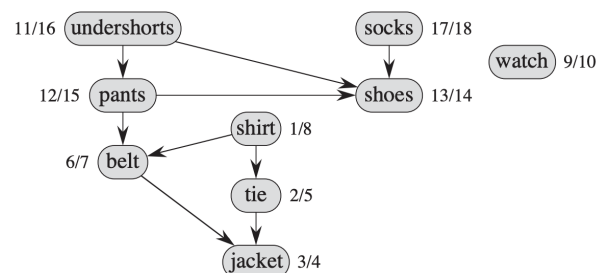 11/16 undershorts socks 17/18
watch 9/10
12/15 pants shoes 13/14
shirt 1/8
6/7 belt
tie 2/5
jacket 3/4